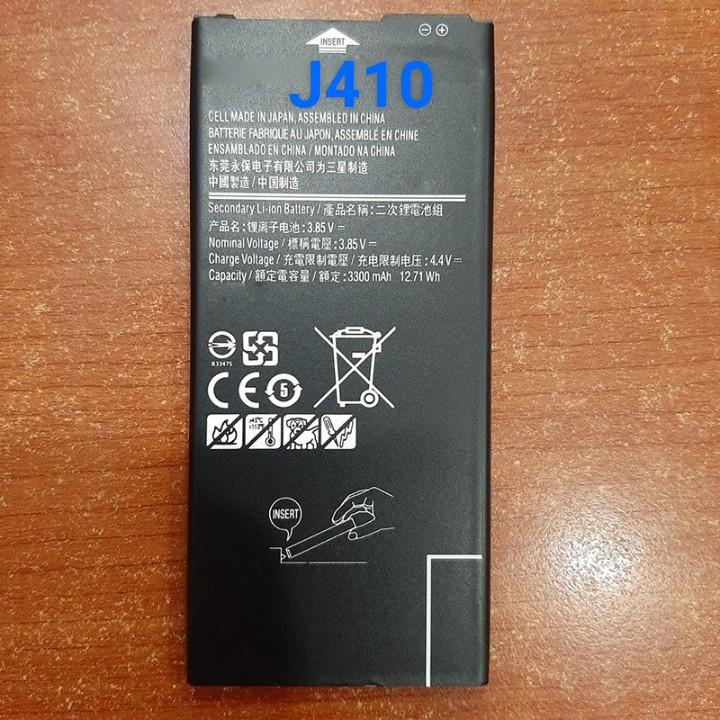 INSERT
J410
CELL MADE IN JAPAN, ASSEMBLED IN CHINA
BATTERIE FABRIQUÉ AU JAPON, ASSEMBLÉ EN CHINE
ENSAMBLADO EN CHINA / MONTADO NA CHINA
东莞永保电子有限公司为三星制造
中國製造 / 中国制造
Secondary Li-ion Battery / 產品名稱：二次鋰電池組
产品名：锂离子电池：3.85 V ⎓
Nominal Voltage / 標稱電壓：3.85 V ⎓
Charge Voltage / 充電限制電壓 / 充电限制电压：4.4 V ⎓
Capacity / 額定電容量 / 額定：3300 mAh 12.71 Wh
R33475
CE 5
INSERT